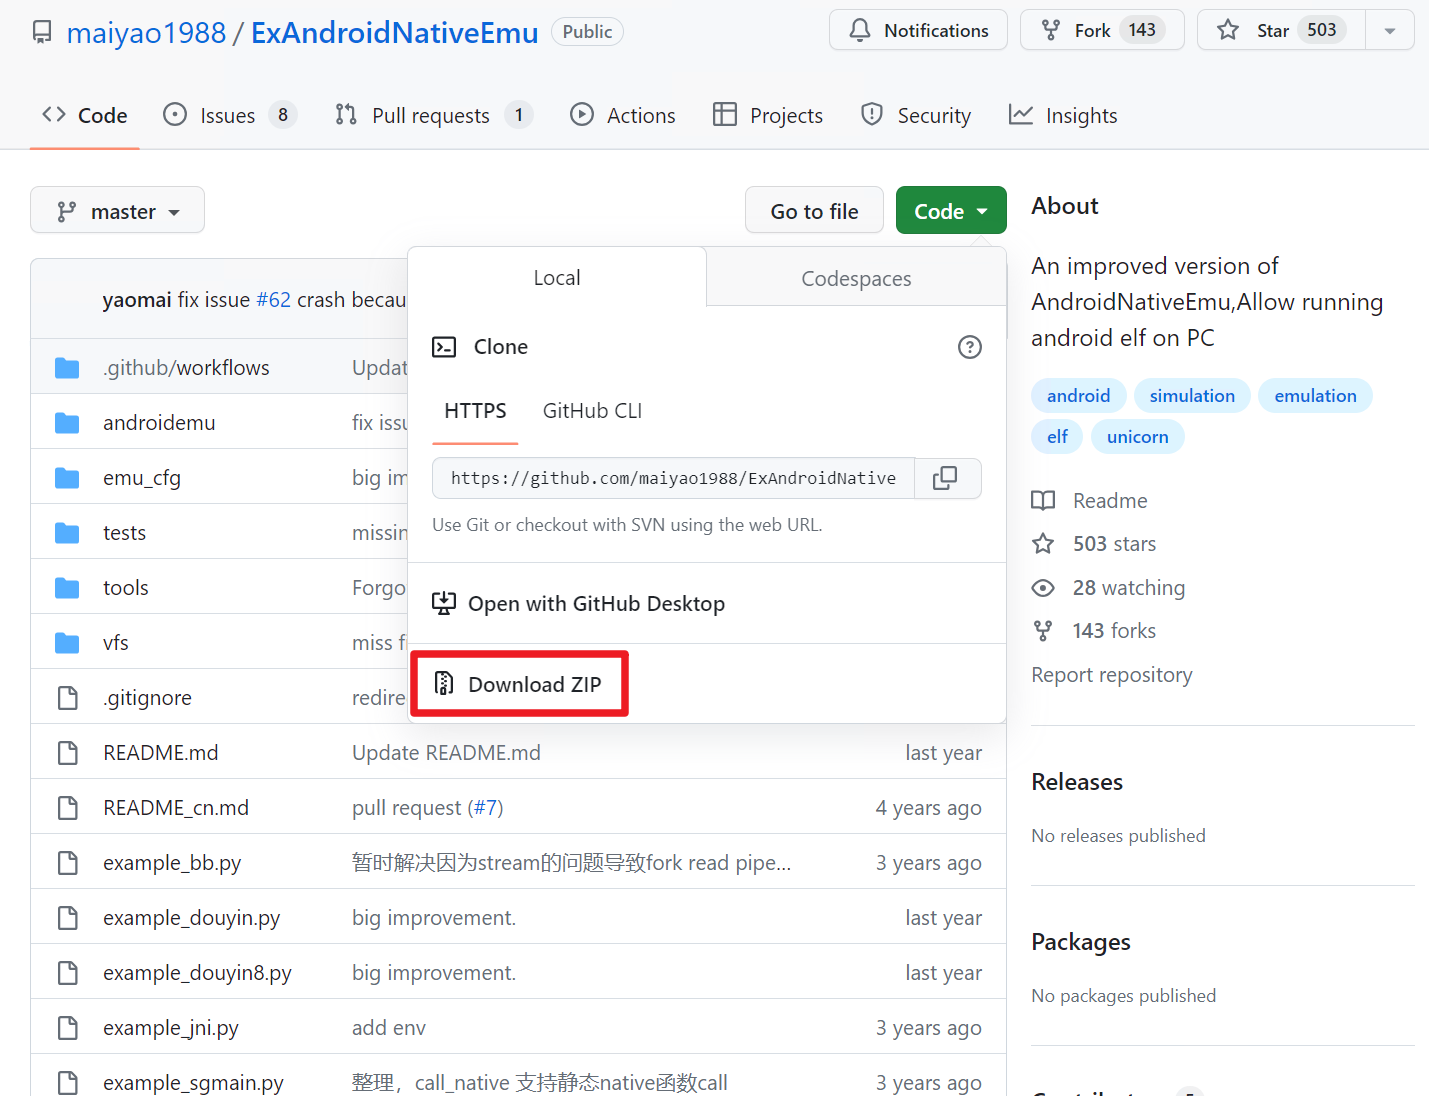 maiyao1988 / ExAndroidNativeEmu Public
Notifications Fork 143 Star 503
Code Issues 8 Pull requests 1 Actions Projects Security Insights
master Go to file Code
Local Codespaces
yaomai fix issue #62 crash becau
Clone
.github/workflows Updat
HTTPS GitHub CLI
androidemu fix issu
https://github.com/maiyao1988/ExAndroidNative
emu_cfg big im
Use Git or checkout with SVN using the web URL.
tests missin
tools Forgo
Open with GitHub Desktop
vfs miss f
Download ZIP
.gitignore redire
README.md Update README.md last year
README_cn.md pull request (#7) 4 years ago
example_bb.py 暂时解决因为stream的问题导致fork read pipe... 3 years ago
example_douyin.py big improvement. last year
example_douyin8.py big improvement. last year
example_jni.py add env 3 years ago
example_sgmain.py 整理，call_native 支持静态native函数call 3 years ago
About
An improved version of
AndroidNativeEmu,Allow running
android elf on PC
android simulation emulation
elf unicorn
Readme
503 stars
28 watching
143 forks
Report repository
Releases
No releases published
Packages
No packages published